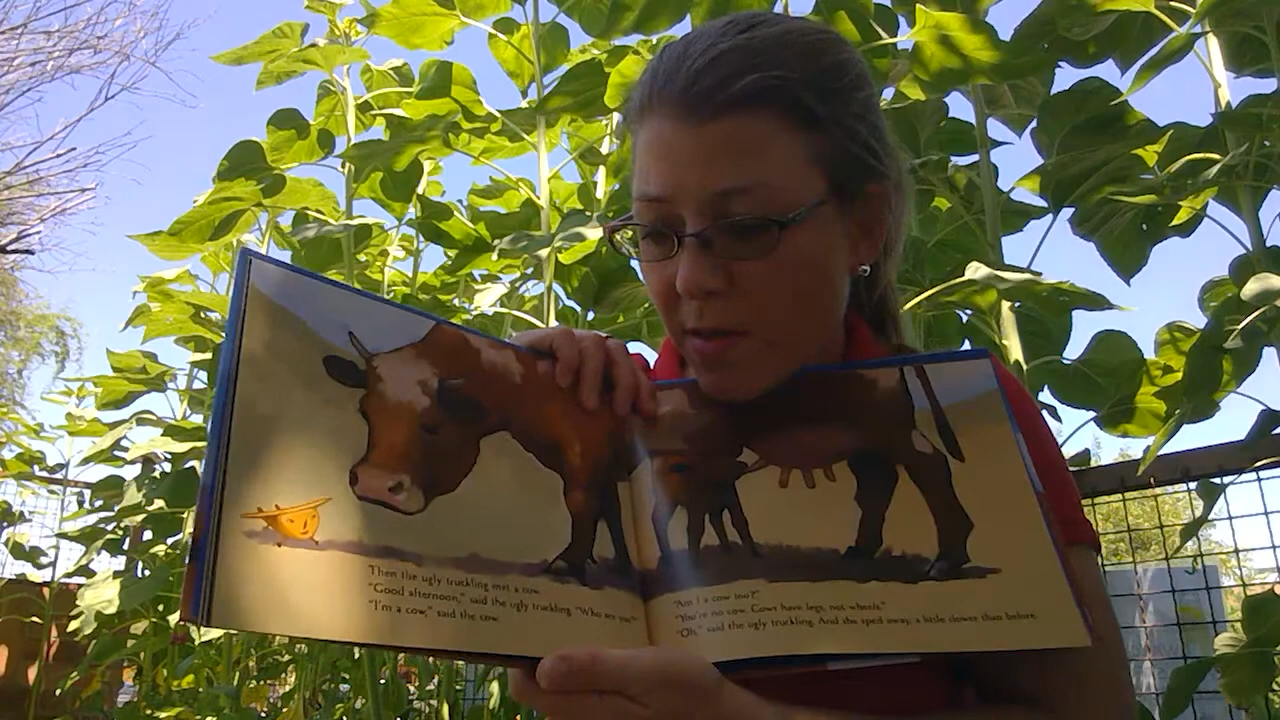 Then the ugly truckling met a cow.
"Good afternoon," said the ugly truckling. "Who are you?"
"I'm a cow," said the cow.
"Am I a cow too?"
"You're no cow. Cows have legs, not wheels."
"Oh," said the ugly truckling. And she sped away, a little slower than before.